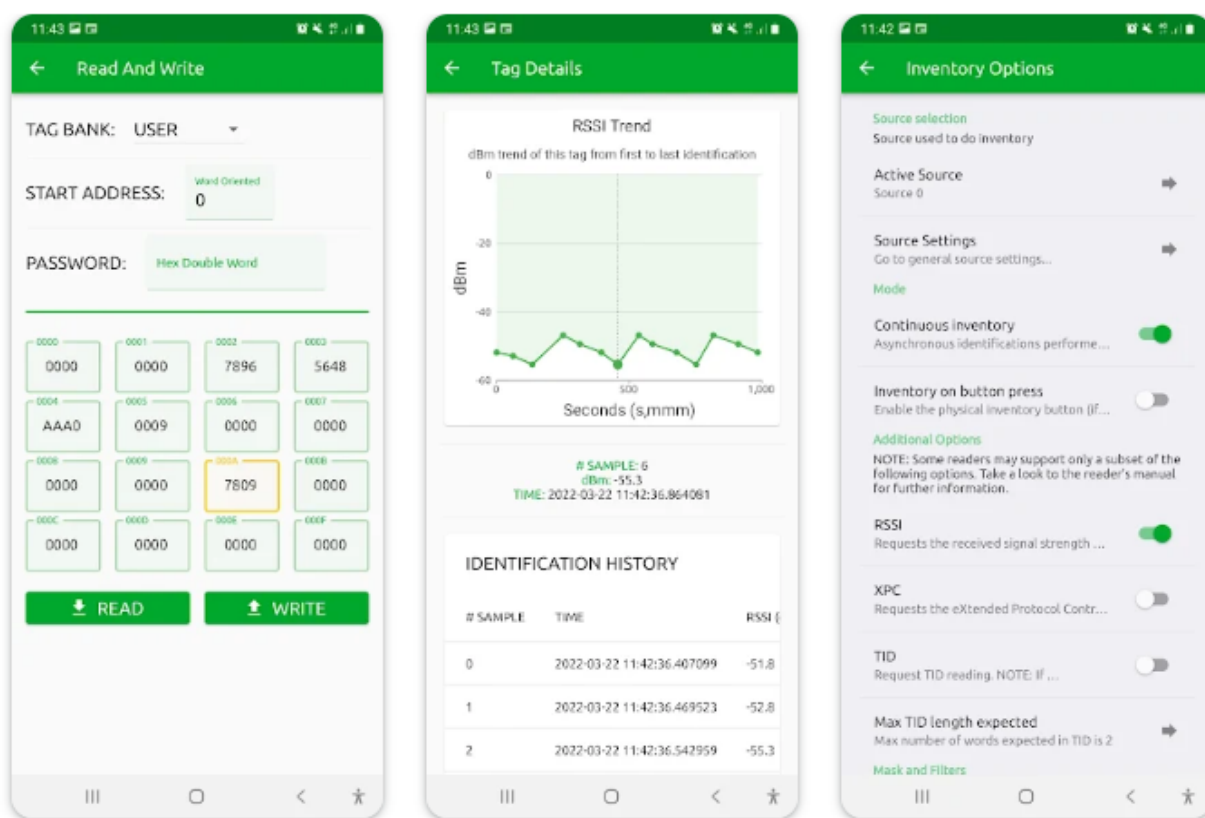 11:43
Read And Write
TAG BANK: USER
START ADDRESS:
Word Oriented
0
PASSWORD:
Hex Double Word
0000 0001 0002 0003
0000 0000 7896 5648
0004 0005 0006 0007
AAA0 0009 0000 0000
0008 0009 000A 000B
0000 0000 7809 0000
000C 000D 000E 000F
0000 0000 0000 0000
READ WRITE
11:43
Tag Details
RSSI Trend
dBm trend of this tag from first to last identification
0
-20
-40
-60
dBm
0 500 1,000
Seconds (s,mmm)
# SAMPLE: 6
dBm: -55.3
TIME: 2022-03-22 11:42:36.864081
IDENTIFICATION HISTORY
# SAMPLE TIME RSSI (
0 2022-03-22 11:42:36.407099 -51.8
1 2022-03-22 11:42:36.469523 -52.8
2 2022-03-22 11:42:36.542959 -55.3
11:42
Inventory Options
Source selection
Source used to do inventory
Active Source
Source 0
Source Settings
Go to general source settings...
Mode
Continuous inventory
Asynchronous identifications performe...
Inventory on button press
Enable the physical inventory button (if...
Additional Options
NOTE: Some readers may support only a subset of the
following options. Take a look to the reader's manual
for further information.
RSSI
Requests the received signal strength ...
XPC
Requests the eXtended Protocol Contr...
TID
Request TID reading. NOTE: If ...
Max TID length expected
Max number of words expected in TID is 2
Mask and Filters